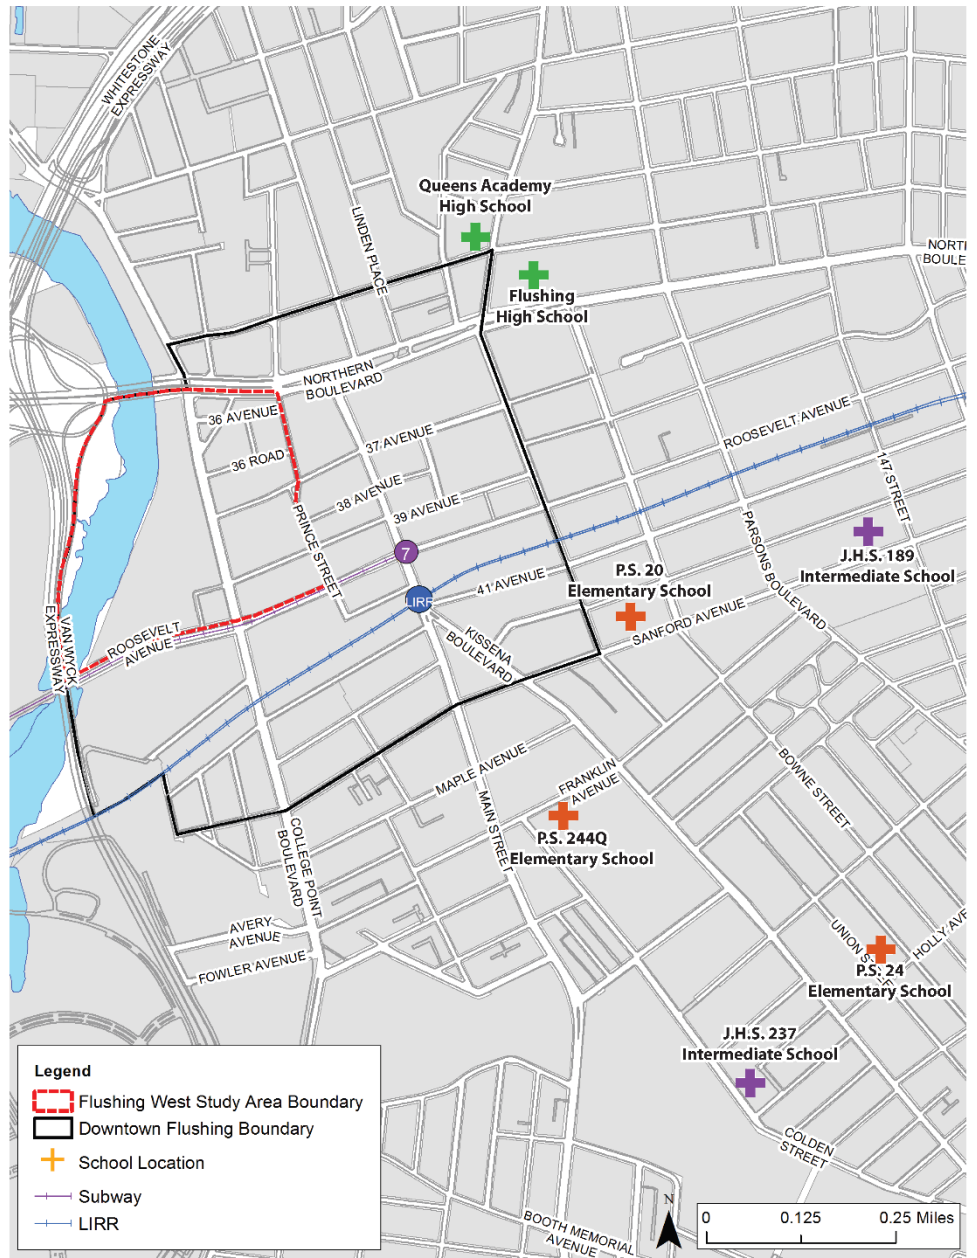 WHITESTONE
EXPRESSWAY
Queens Academy
High School
LINDEN PLACE
Flushing
High School
NORTHERN
BOULEVARD
36 AVENUE
37 AVENUE
ROOSEVELT AVENUE
36 ROAD
38 AVENUE
39 AVENUE
147 STREET
PRINCE STREET
PARSONS BOULEVARD
7
J.H.S. 189
Intermediate School
P.S. 20
Elementary School
41 AVENUE
LIRR
SANFORD AVENUE
KISSENA
BOULEVARD
ROOSEVELT
AVENUE
VAN WYCK
EXPRESSWAY
MAPLE AVENUE
FRANKLIN
AVENUE
BOWNE STREET
MAIN STREET
P.S. 244Q
Elementary School
COLLEGE POINT
BOULEVARD
AVERY
AVENUE
FOWLER AVENUE
UNION
HOLLY
P.S. 24
Elementary School
J.H.S. 237
Intermediate School
COLDEN
STREET
BOOTH MEMORIAL
AVENUE
Legend
Flushing West Study Area Boundary
Downtown Flushing Boundary
School Location
Subway
LIRR
N
0 0.125 0.25 Miles